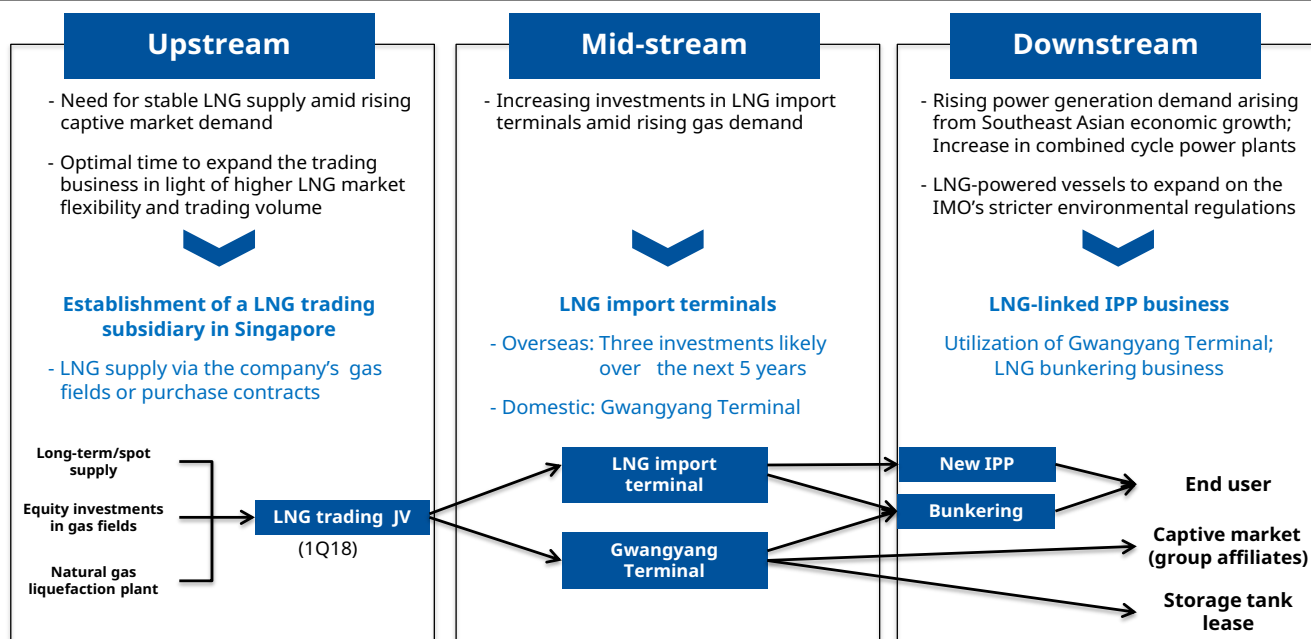 Upstream
- Need for stable LNG supply amid rising
captive market demand
- Optimal time to expand the trading
business in light of higher LNG market
flexibility and trading volume
Establishment of a LNG trading
subsidiary in Singapore
- LNG supply via the company's gas
fields or purchase contracts
Long-term/spot
supply
Equity investments
in gas fields
Natural gas
liquefaction plant
LNG trading JV
(1Q18)
Mid-stream
- Increasing investments in LNG import
terminals amid rising gas demand
LNG import terminals
- Overseas: Three investments likely
over the next 5 years
- Domestic: Gwangyang Terminal
LNG import
terminal
Gwangyang
Terminal
Downstream
- Rising power generation demand arising
from Southeast Asian economic growth;
Increase in combined cycle power plants
- LNG-powered vessels to expand on the
IMO's stricter environmental regulations
LNG-linked IPP business
Utilization of Gwangyang Terminal;
LNG bunkering business
New IPP
Bunkering
End user
Captive market
(group affiliates)
Storage tank
lease